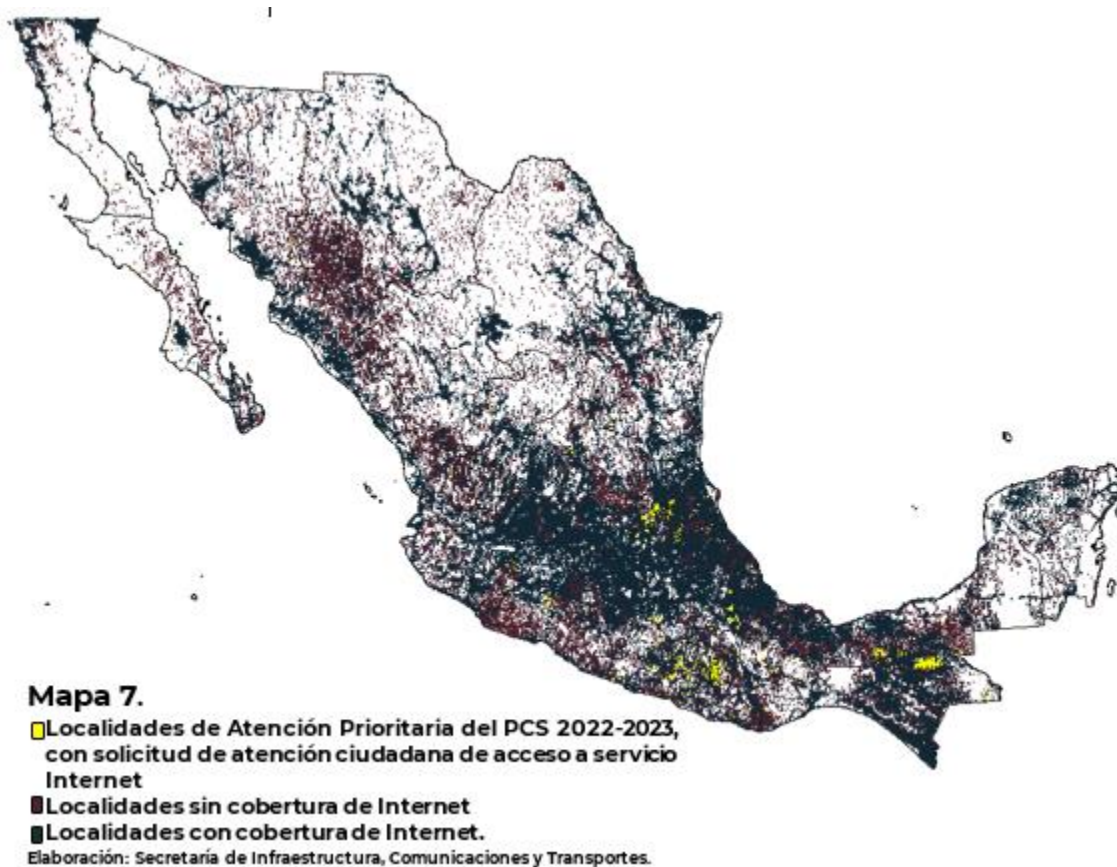 Mapa 7.
Localidades de Atención Prioritaria del PCS 2022-2023,
con solicitud de atención ciudadana de acceso a servicio
Internet
Localidades sin cobertura de Internet
Localidades con cobertura de Internet.
Elaboración: Secretaría de Infraestructura, Comunicaciones y Transportes.